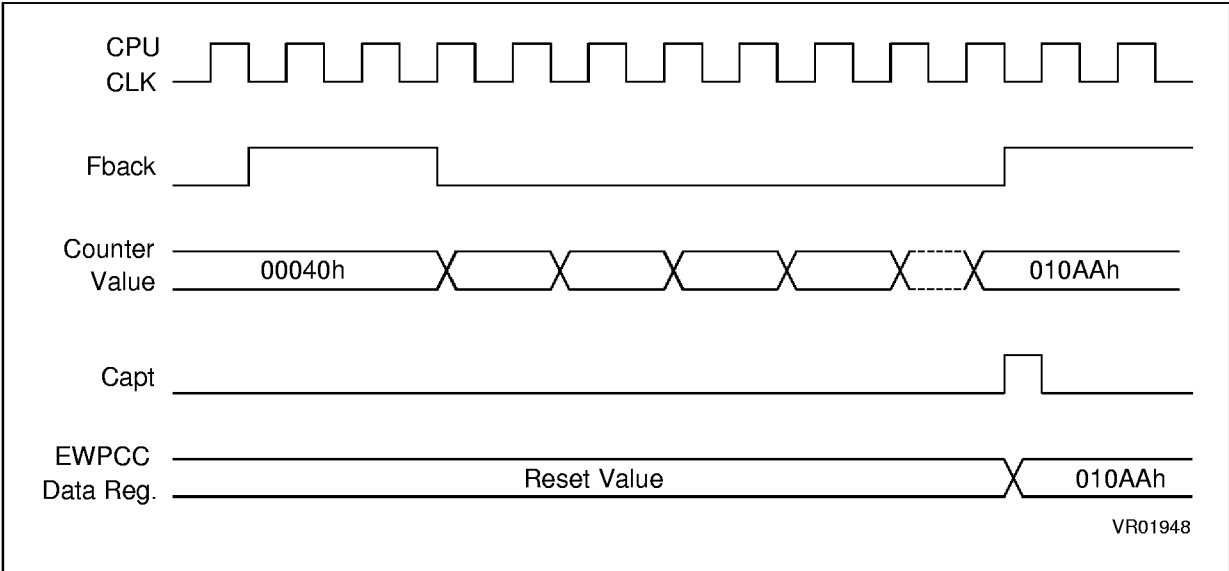 CPU
CLK
Fback
Counter
Value
00040h
010AAh
Capt
EWPCC
Data Reg.
Reset Value
010AAh
VR01948